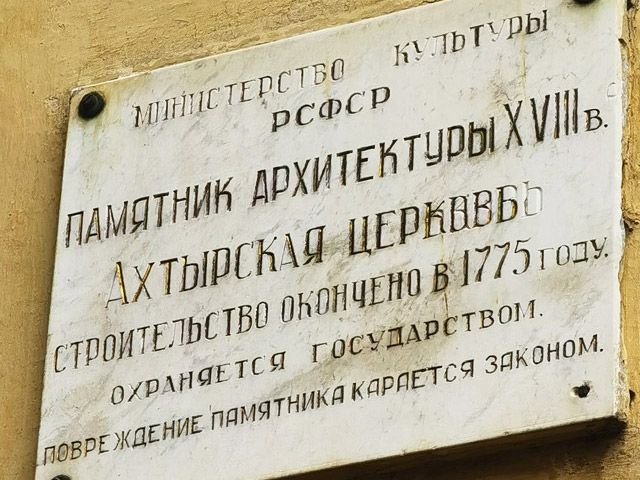 МИНИСТЕРСТВО КУЛЬТУРЫ
РСФСР
ПАМЯТНИК АРХИТЕКТУРЫ XVIII в.
АХТЫРСКАЯ ЦЕРКОВЬ
СТРОИТЕЛЬСТВО ОКОНЧЕНО В 1775 ГОДУ.
ОХРАНЯЕТСЯ ГОСУДАРСТВОМ.
ПОВРЕЖДЕНИЕ ПАМЯТНИКА КАРАЕТСЯ ЗАКОНОМ.